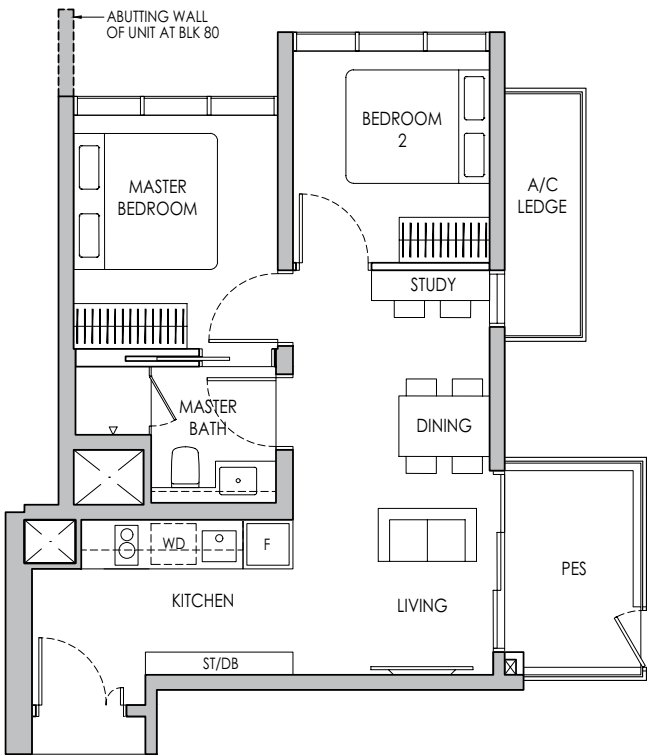 ABUTTING WALL
OF UNIT AT BLK 80
BEDROOM
2
MASTER
BEDROOM
A/C
LEDGE
STUDY
MASTER
BATH
DINING
WD
F
PES
KITCHEN
LIVING
ST/DB